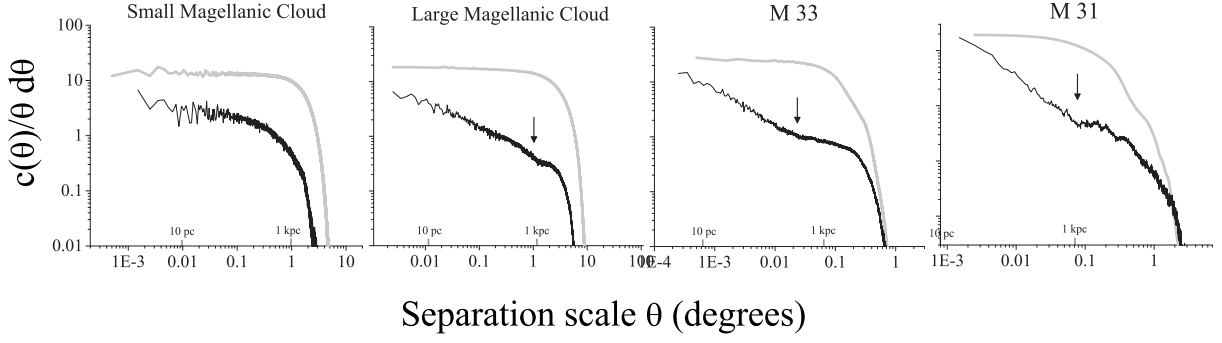 Small Magellanic Cloud
Large Magellanic Cloud
M 33
M 31
c(θ)/θ dθ
100
10
1
0.1
0.01
10 pc
1 kpc
10 pc
1 kpc
10 pc
1 kpc
10 pc
1 kpc
1E-3 0.01 0.1 1 10
0.01 0.1 1 10 100
1E-4 1E-3 0.01 0.1 1
1E-3 0.01 0.1 1
Separation scale θ (degrees)